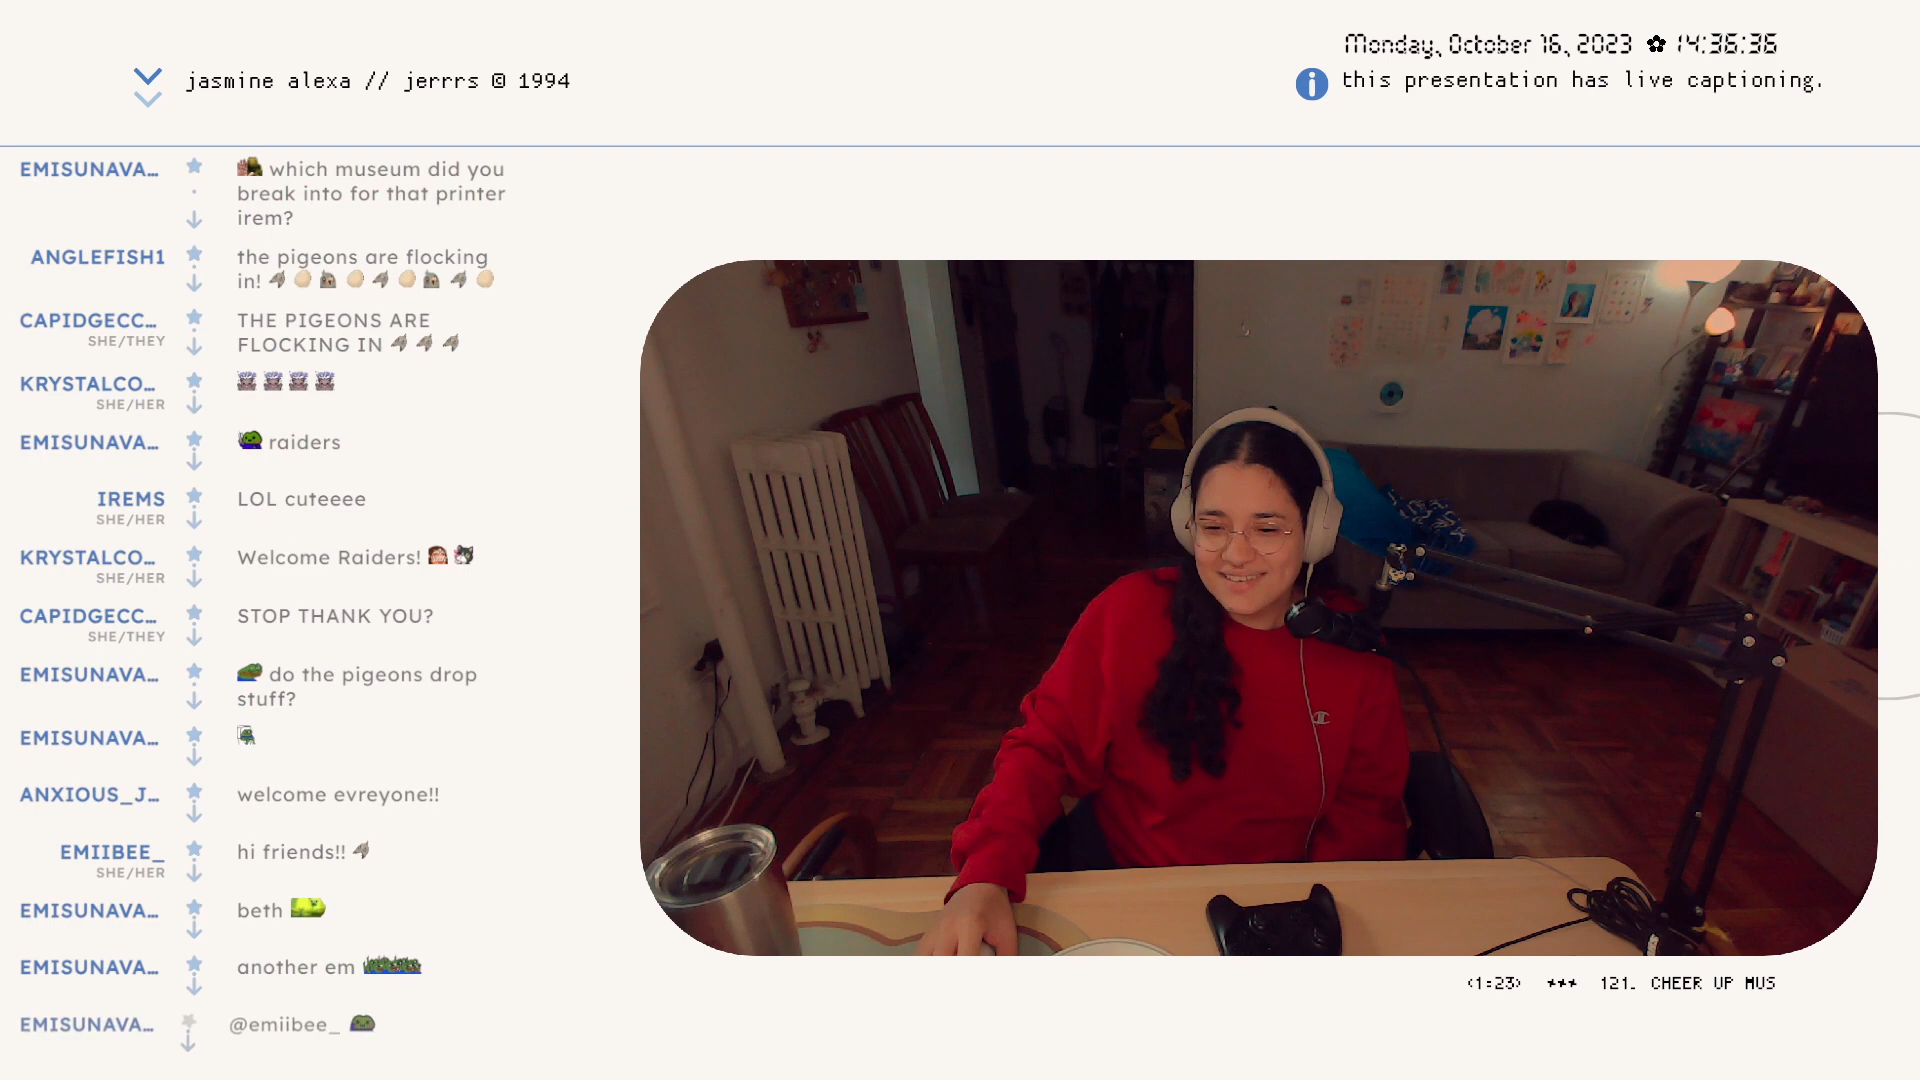 Monday, October 16, 2023 ✿ 14:36:36
jasmine alexa // jerrrs @ 1994
this presentation has live captioning.
EMISUNAVA… which museum did you
break into for that printer
irem?
ANGLEFISH1 the pigeons are flocking
in!
CAPIDGECC… THE PIGEONS ARE
SHE/THEY FLOCKING IN
KRYSTALCO…
SHE/HER
EMISUNAVA… raiders
IREMS LOL cuteeee
SHE/HER
KRYSTALCO… Welcome Raiders!
SHE/HER
CAPIDGECC… STOP THANK YOU?
SHE/THEY
EMISUNAVA… do the pigeons drop
stuff?
EMISUNAVA…
ANXIOUS_J… welcome evreyone!!
EMIIBEE_ hi friends!!
SHE/HER
EMISUNAVA… beth
EMISUNAVA… another em
EMISUNAVA… @emiibee_
<1:23> *** 121. CHEER UP MUS